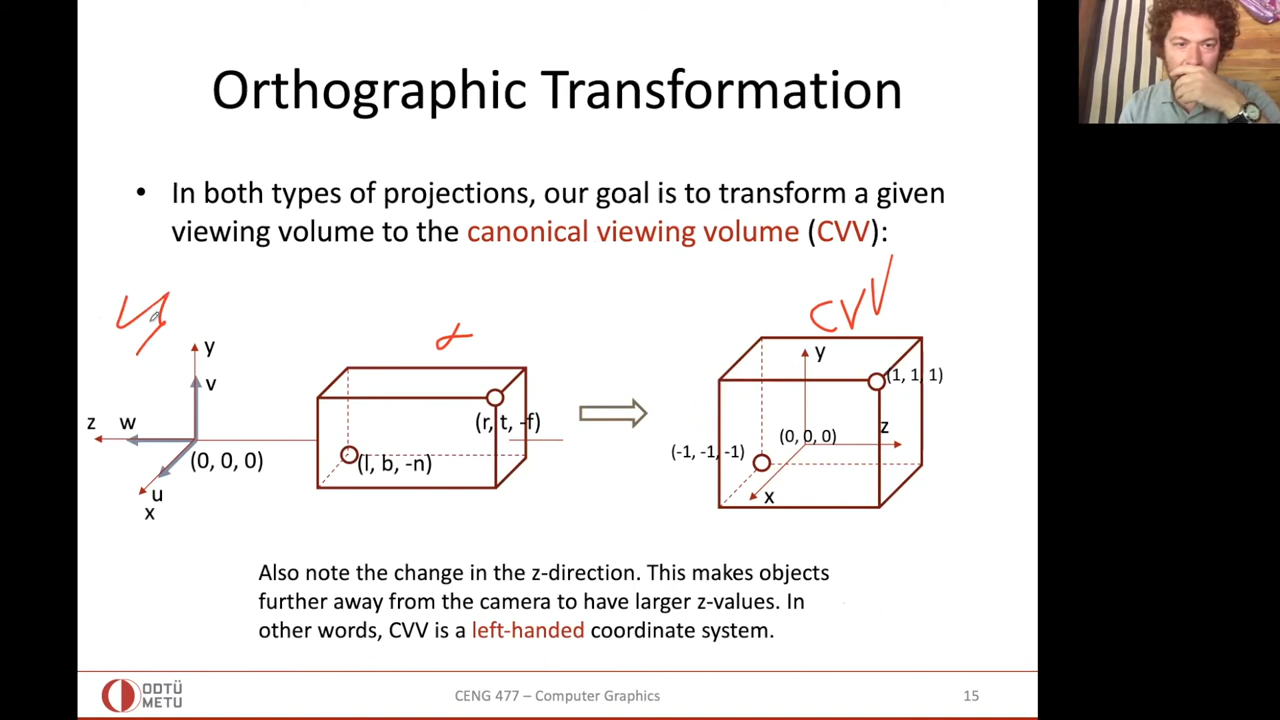 Orthographic Transformation
• In both types of projections, our goal is to transform a given
viewing volume to the canonical viewing volume (CVV):
CVV
y
v
z w
(0, 0, 0)
u
x
(r, t, -f)
(l, b, -n)
y
(1, 1, 1)
z
(0, 0, 0)
(-1, -1, -1)
x
Also note the change in the z-direction. This makes objects
further away from the camera to have larger z-values. In
other words, CVV is a left-handed coordinate system.
ODTÜ
METU
CENG 477 – Computer Graphics
15